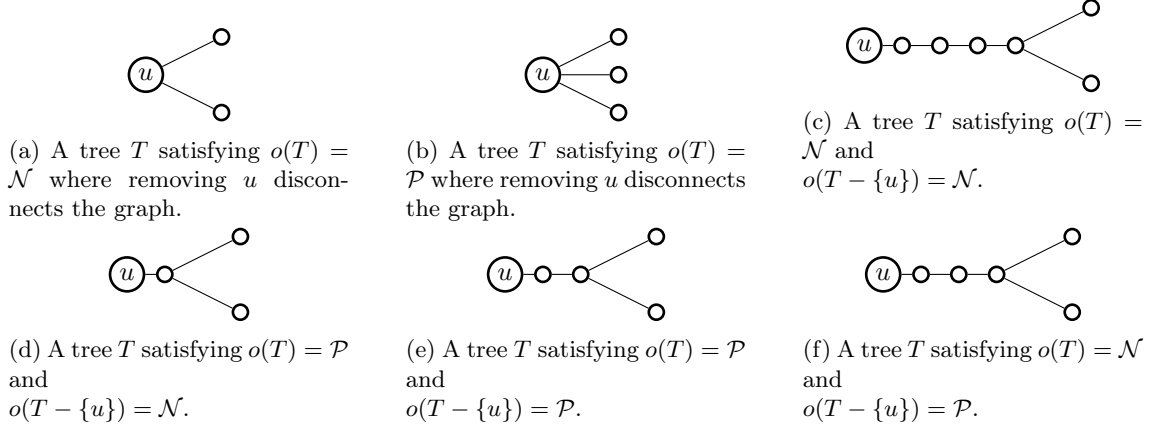 u
u
u
(a) A tree T satisfying o(T) =
𝒩 where removing u discon-
nects the graph.
(b) A tree T satisfying o(T) =
𝒫 where removing u disconnects
the graph.
(c) A tree T satisfying o(T) =
𝒩 and
o(T − {u}) = 𝒩.
u
u
u
(d) A tree T satisfying o(T) = 𝒫
and
o(T − {u}) = 𝒩.
(e) A tree T satisfying o(T) = 𝒫
and
o(T − {u}) = 𝒫.
(f) A tree T satisfying o(T) = 𝒩
and
o(T − {u}) = 𝒫.